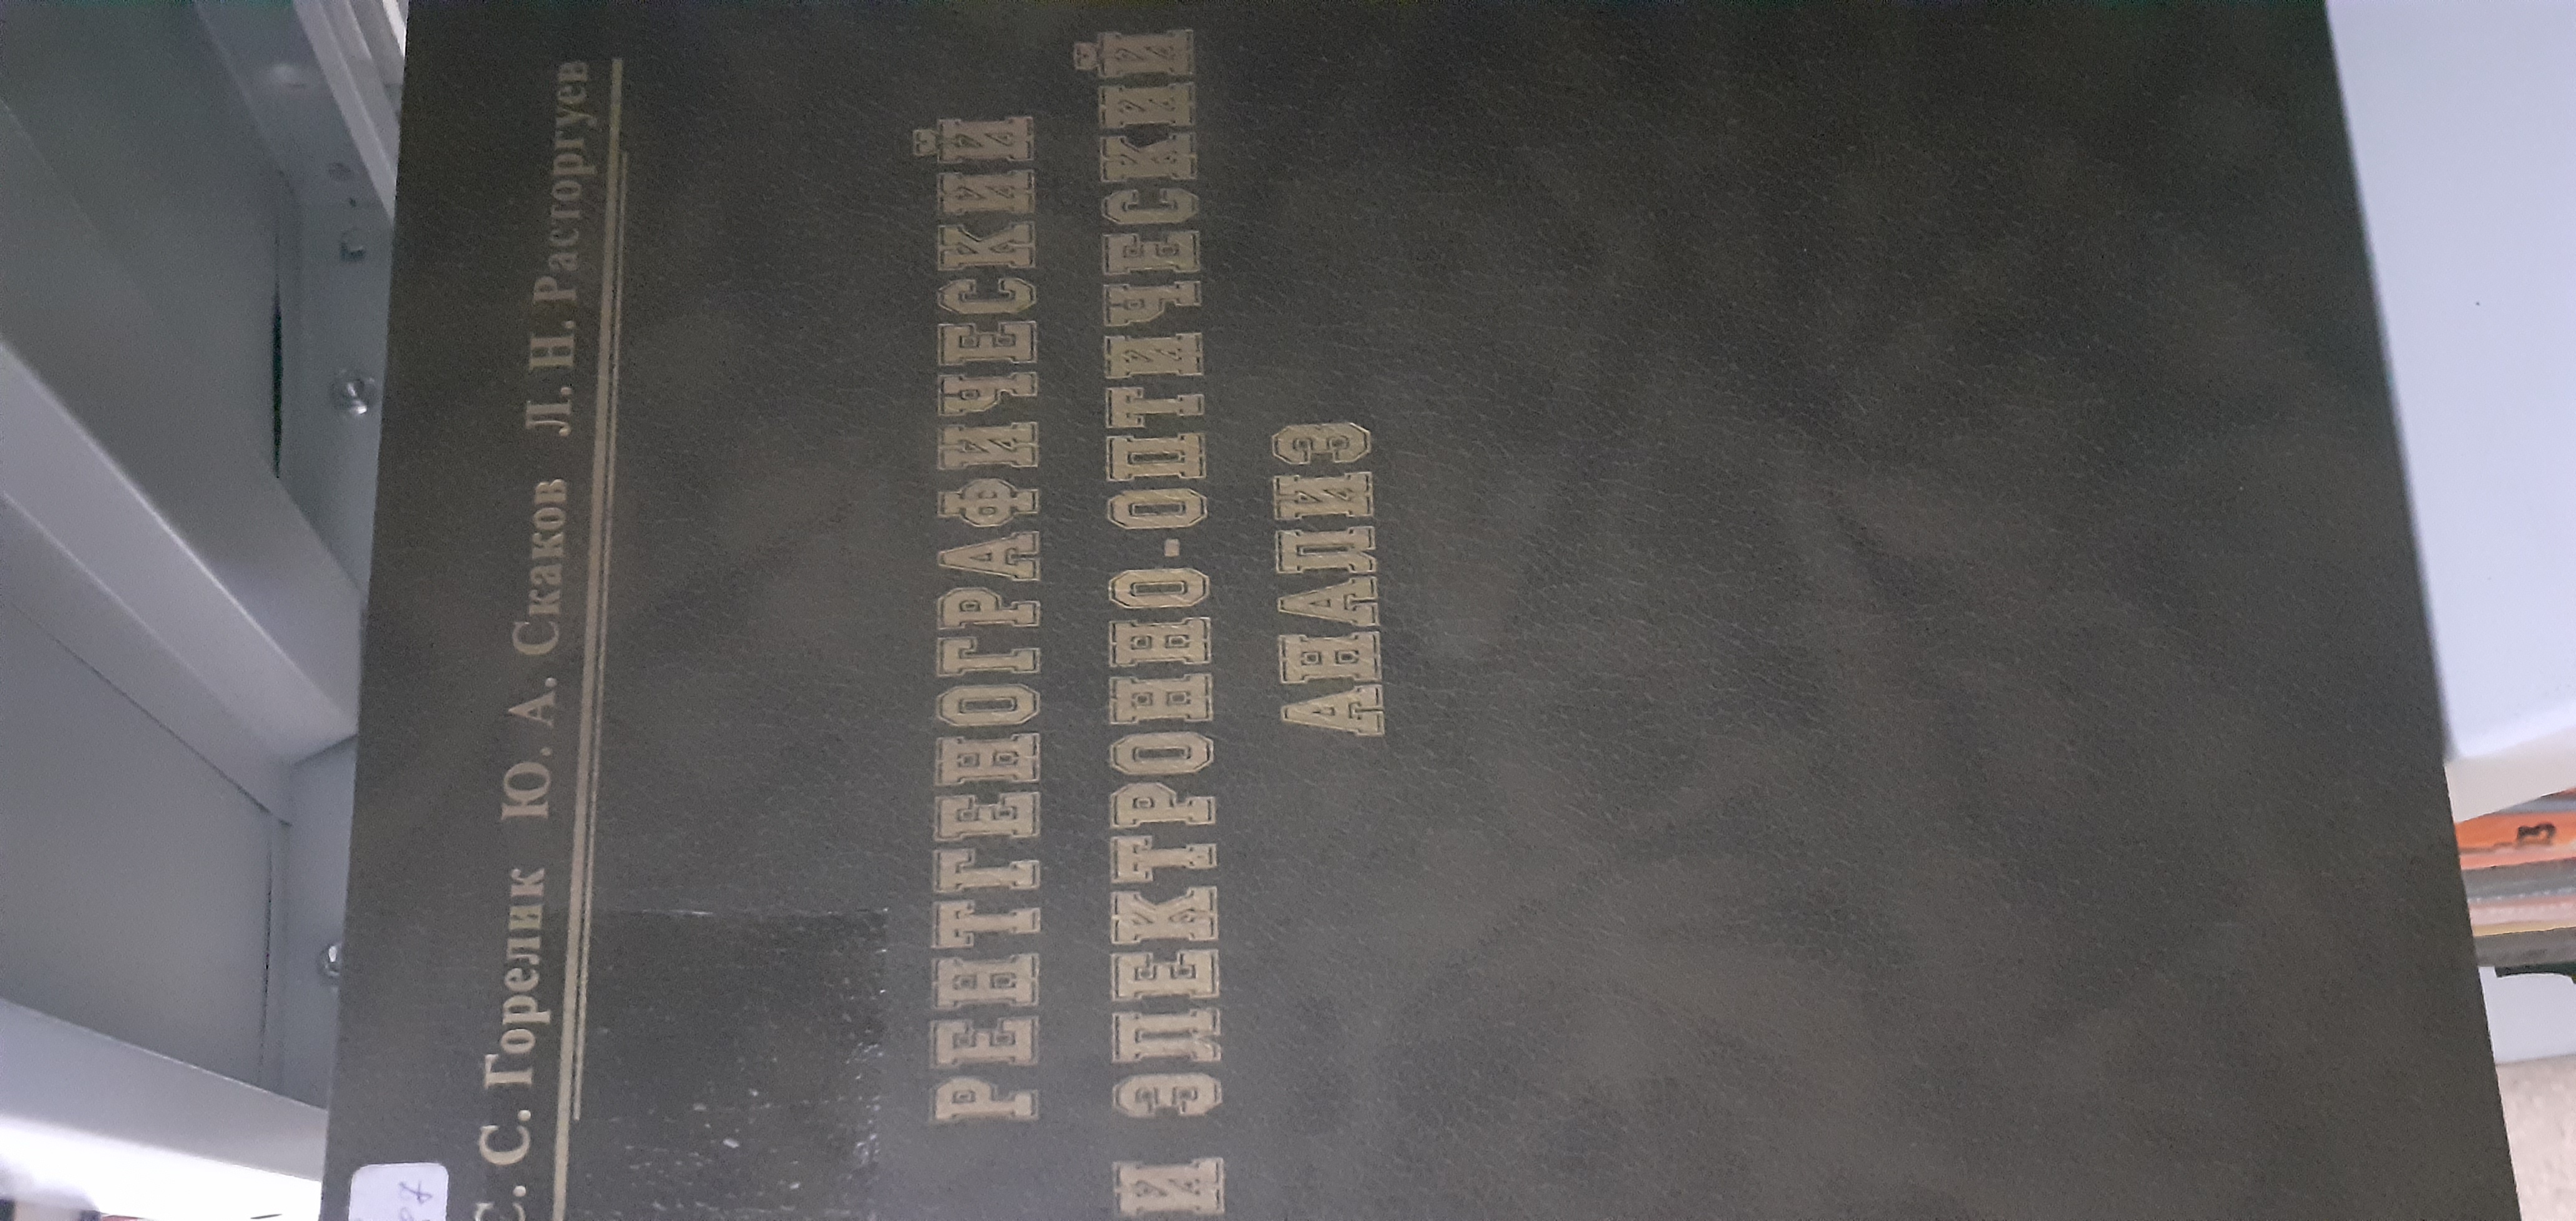 С. С. Горелик Ю. А. Скаков Л. Н. Расторгуев
РЕНТГЕНОГРАФИЧЕСКИЙ
И ЭЛЕКТРОННО-ОПТИЧЕСКИЙ
АНАЛИЗ